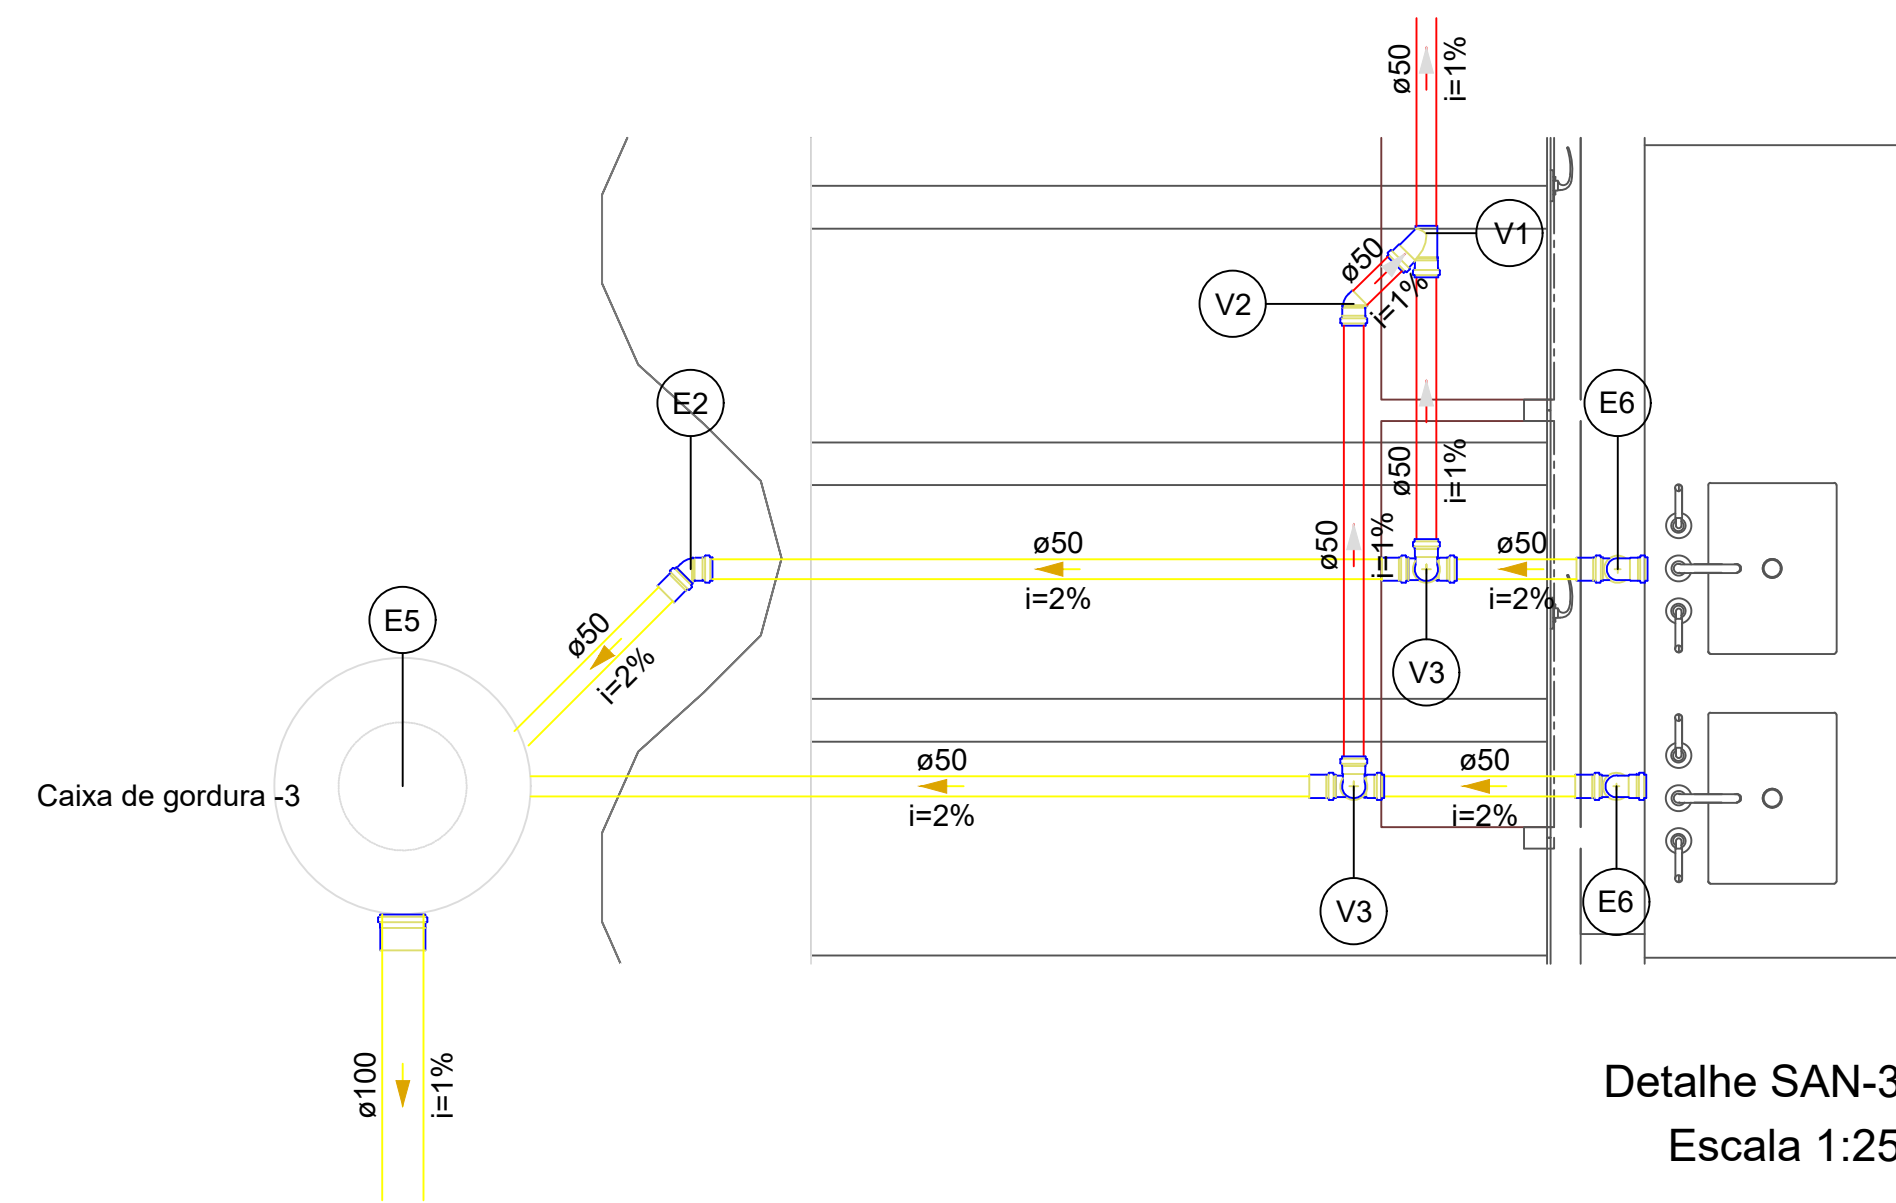 ø50
i=1%
V1
ø50
i=1%
V2
E2
E6
ø50
i=1%
ø50
i=1%
ø50
i=2%
ø50
i=2%
E5
ø50
i=2%
V3
ø50
i=2%
ø50
i=2%
Caixa de gordura -3
V3
E6
ø100
i=1%
Detalhe SAN-3
Escala 1:25